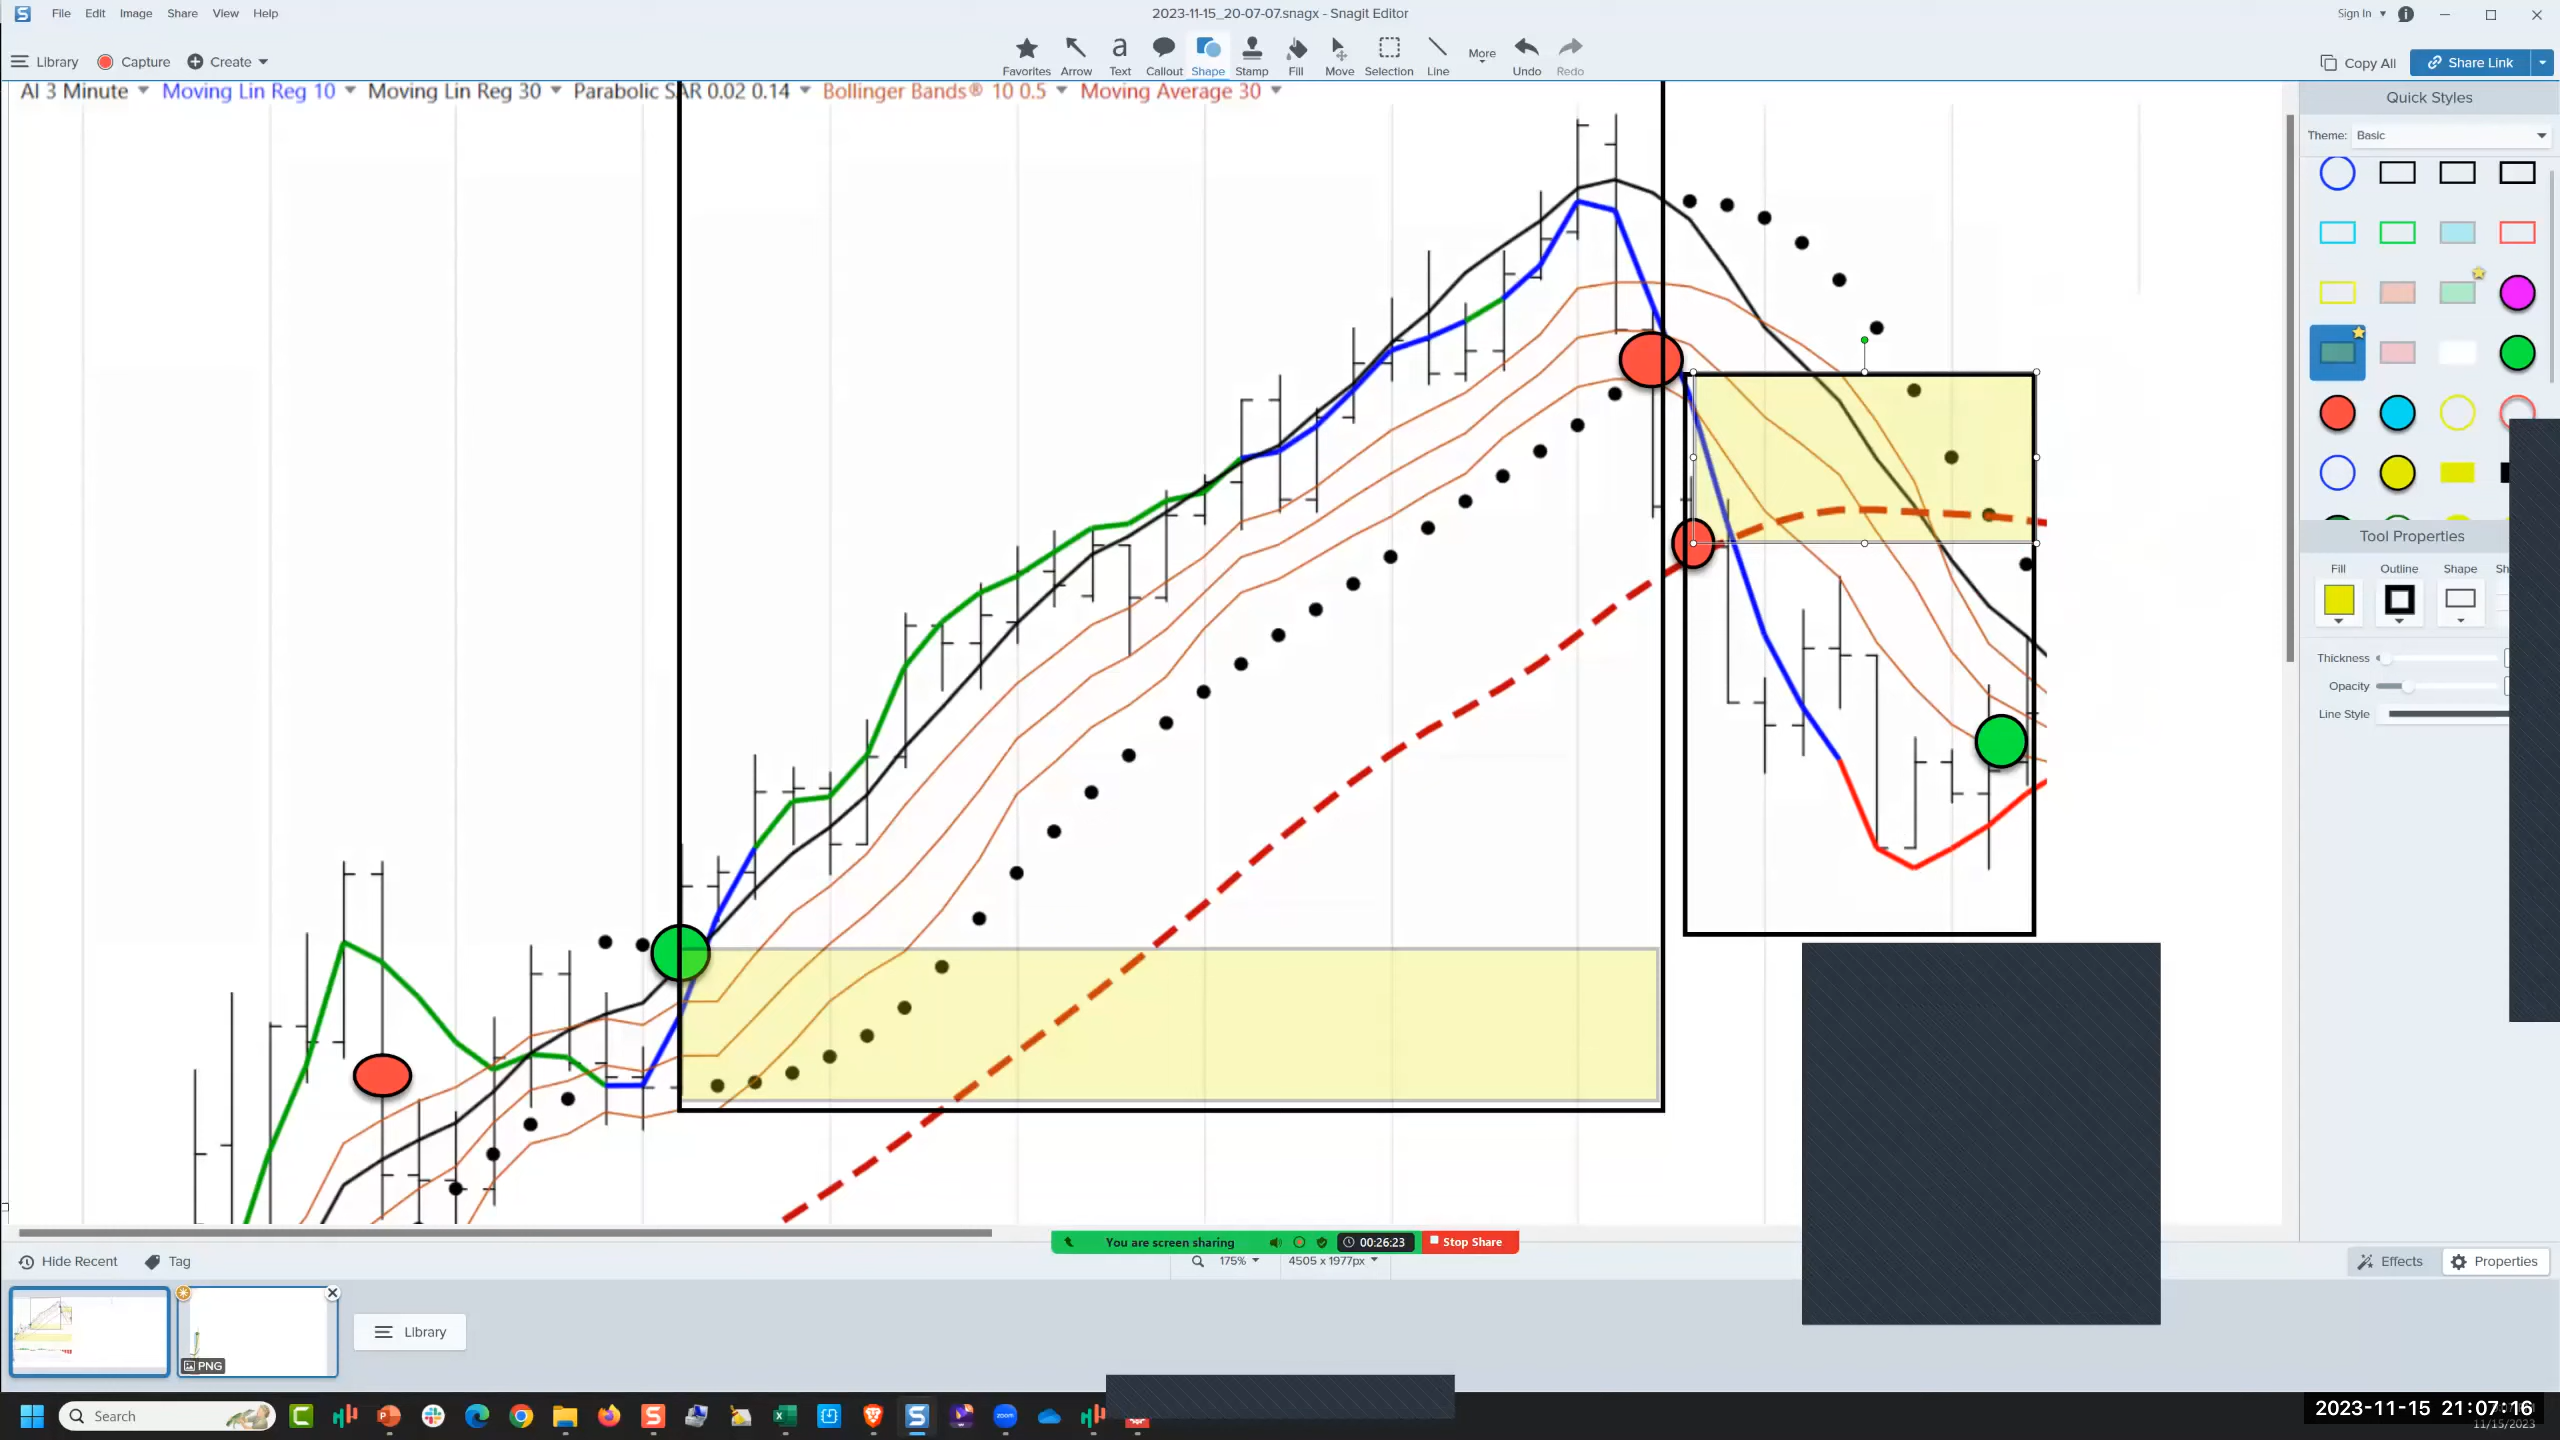 File Edit Image Share View Help
2023-11-15_20-07-07.snagx - Snagit Editor
Sign In
Library Capture Create
Favorites Arrow Text Callout Shape Stamp Fill Move Selection Line More Undo Redo
Copy All Share Link
AI 3 Minute Moving Lin Reg 10 Moving Lin Reg 30 Parabolic SAR 0.02 0.14 Bollinger Bands® 10 0.5 Moving Average 30
Quick Styles
Theme: Basic
Tool Properties
Fill Outline Shape Sh
Thickness
Opacity
Line Style
You are screen sharing 00:26:23 Stop Share
Hide Recent Tag
175% 4505 x 1977px
Effects Properties
PNG
Library
Search
zoom
2023-11-15 21:07:16
11/15/2023